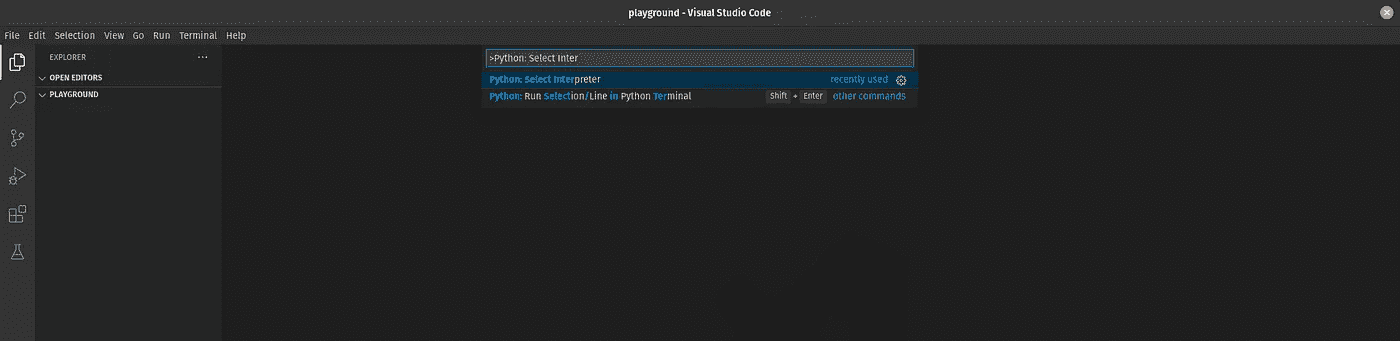 playground - Visual Studio Code
File Edit Selection View Go Run Terminal Help
EXPLORER ...
OPEN EDITORS
PLAYGROUND
>Python: Select Inter
Python: Select Interpreter recently used
Python: Run Selection/Line in Python Terminal Shift + Enter other commands